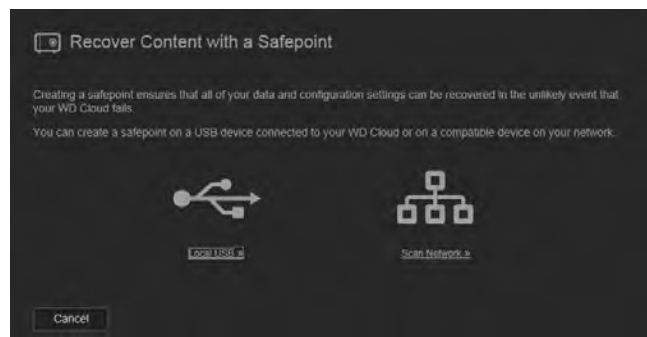 Recover Content with a Safepoint
Creating a safepoint ensures that all of your data and configuration settings can be recovered in the unlikely event that
your WD Cloud fails.
You can create a safepoint on a USB device connected to your WD Cloud or on a compatible device on your network.
Local USB »
Scan Network »
Cancel